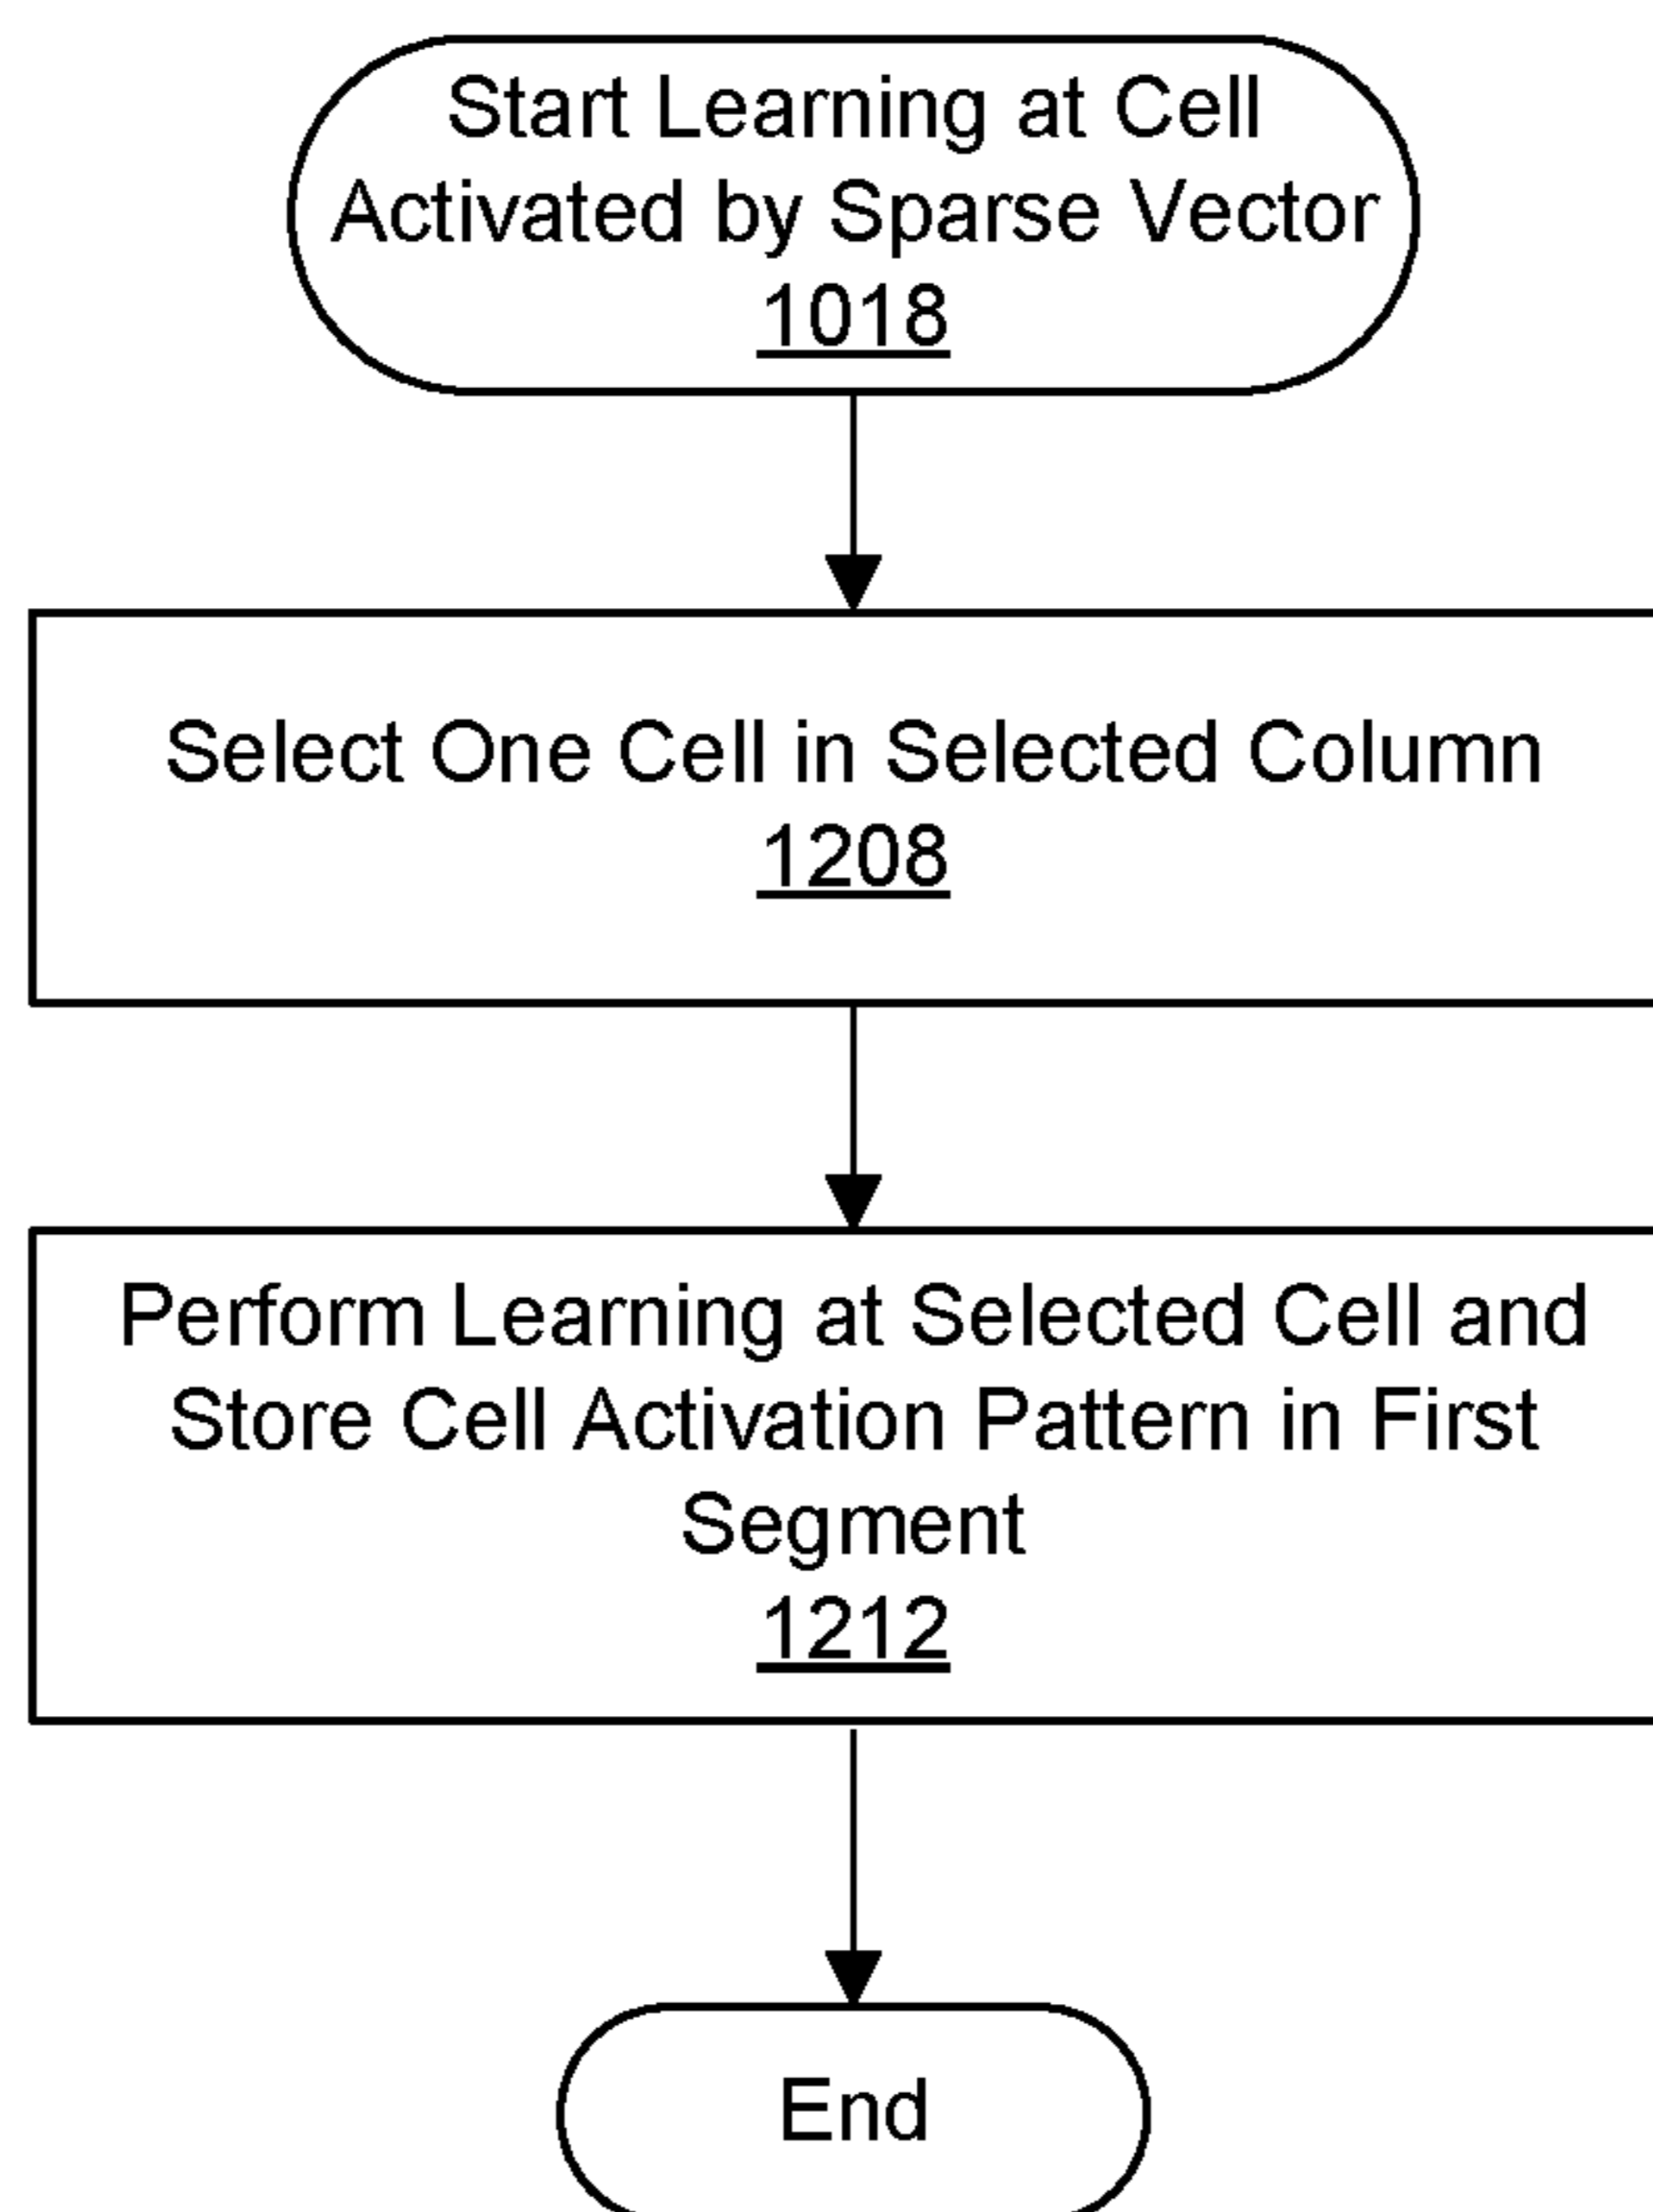 Start Learning at Cell
Activated by Sparse Vector
1018
Select One Cell in Selected Column
1208
Perform Learning at Selected Cell and
Store Cell Activation Pattern in First
Segment
1212
End